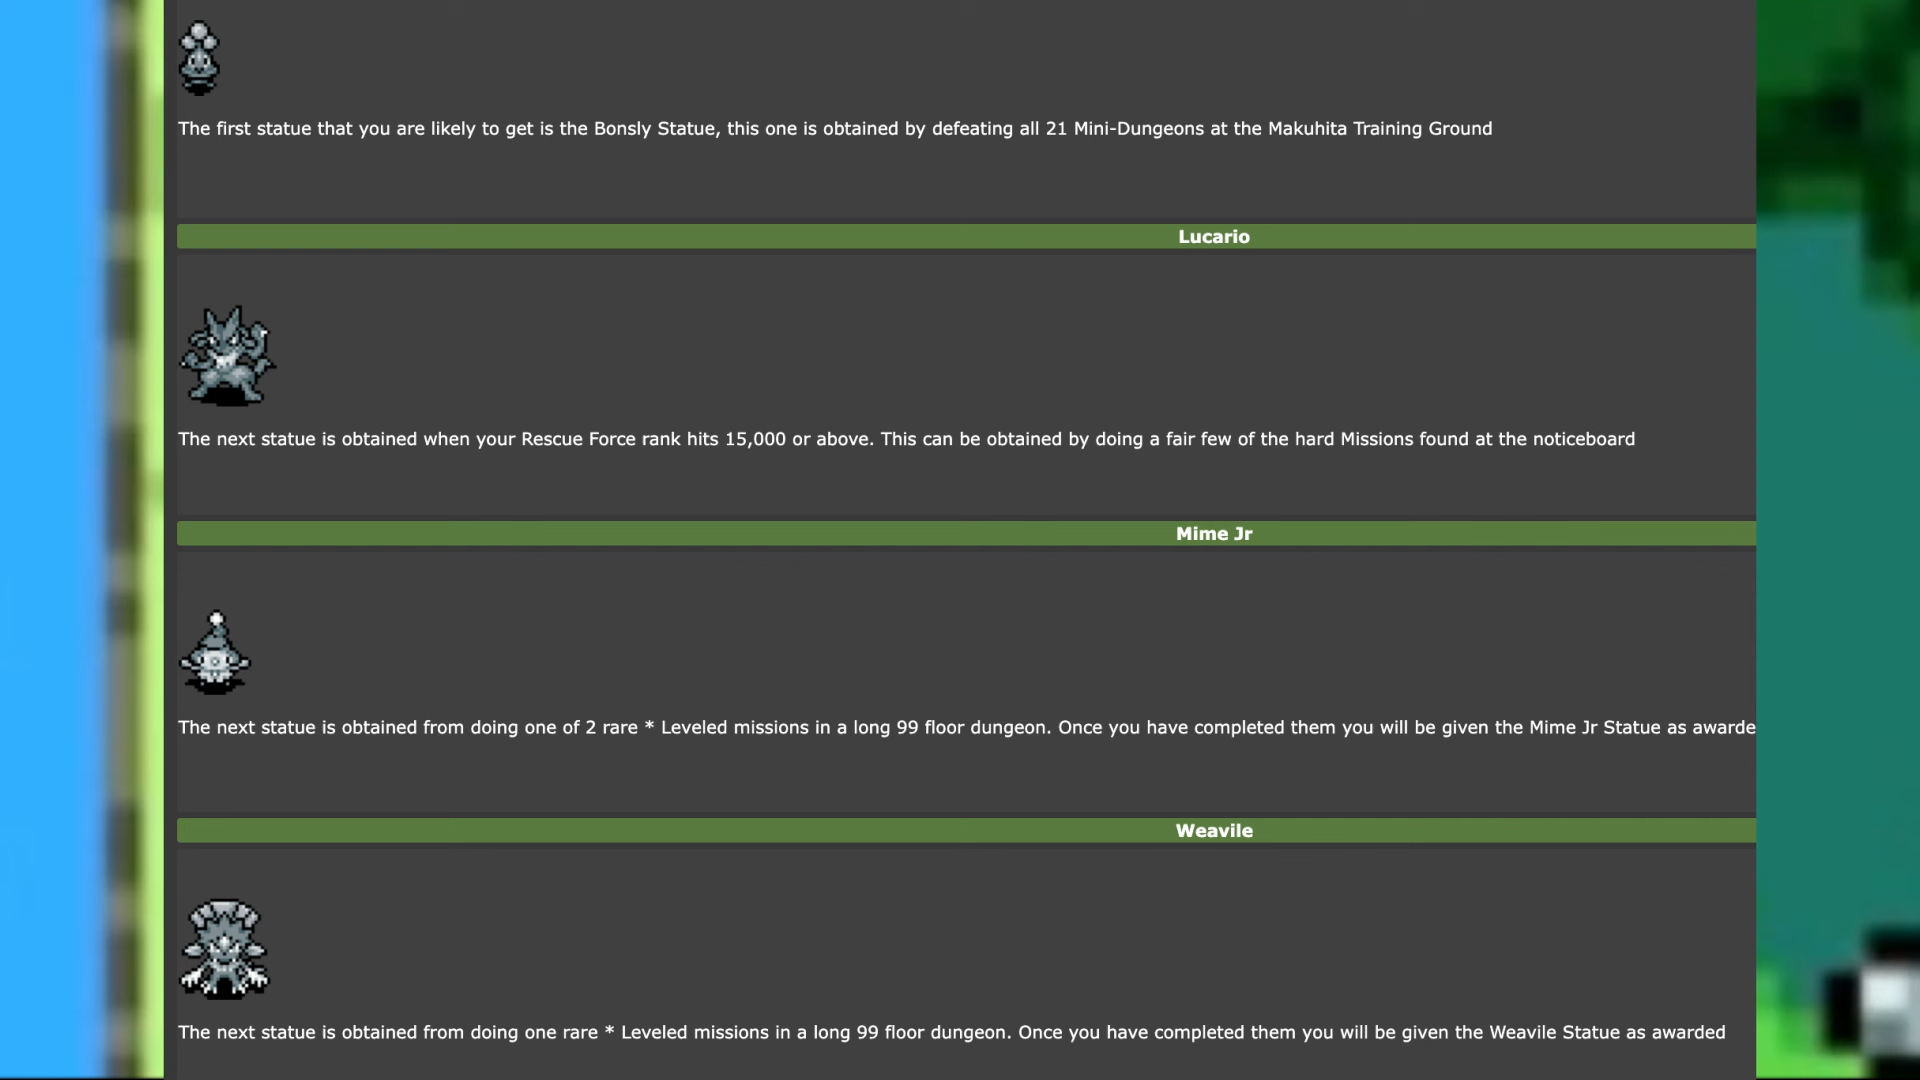 The first statue that you are likely to get is the Bonsly Statue, this one is obtained by defeating all 21 Mini-Dungeons at the Makuhita Training Ground
Lucario
The next statue is obtained when your Rescue Force rank hits 15,000 or above. This can be obtained by doing a fair few of the hard Missions found at the noticeboard
Mime Jr
The next statue is obtained from doing one of 2 rare * Leveled missions in a long 99 floor dungeon. Once you have completed them you will be given the Mime Jr Statue as awarde
Weavile
The next statue is obtained from doing one rare * Leveled missions in a long 99 floor dungeon. Once you have completed them you will be given the Weavile Statue as awarded